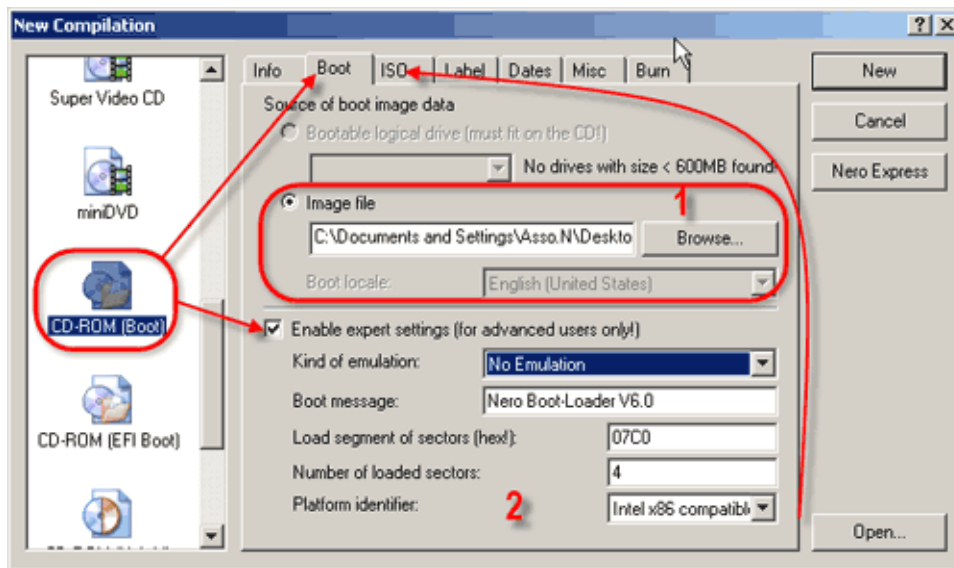 New Compilation
Super Video CD
miniDVD
CD-ROM (Boot)
CD-ROM (EFI Boot)
Info Boot ISO Label Dates Misc Burn
Source of boot image data
Bootable logical drive (must fit on the CD!)
No drives with size < 600MB found
1
Image file
C:\Documents and Settings\Asso.N\Deskto Browse...
Boot locale: English (United States)
Enable expert settings (for advanced users only!)
Kind of emulation: No Emulation
Boot message: Nero Boot-Loader V6.0
Load segment of sectors (hex!): 07C0
Number of loaded sectors: 4
Platform identifier: 2 Intel x86 compatibl
New
Cancel
Nero Express
Open...